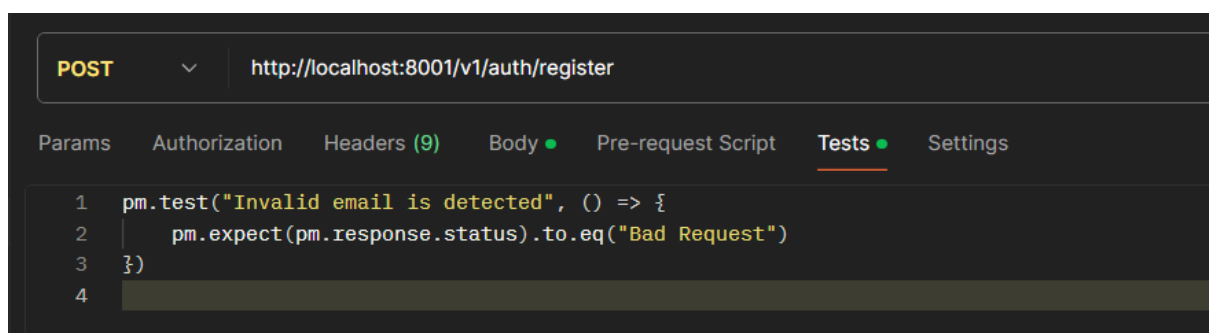 POST http://localhost:8001/v1/auth/register
Params Authorization Headers (9) Body Pre-request Script Tests Settings
1 pm.test("Invalid email is detected", () => {
2 pm.expect(pm.response.status).to.eq("Bad Request")
3 })
4